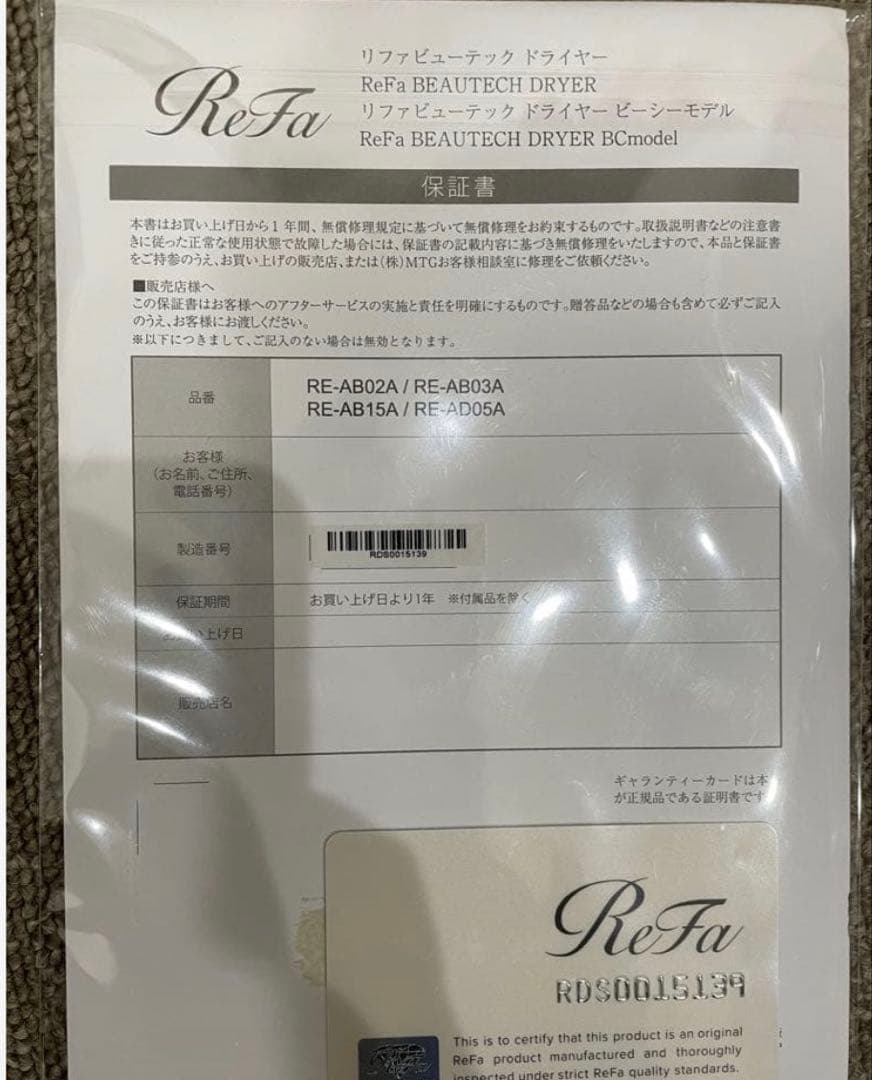 ReFa
リファビューテック ドライヤー
ReFa BEAUTECH DRYER
リファビューテック ドライヤー ビーシーモデル
ReFa BEAUTECH DRYER BCmodel
保証書
本書はお買い上げ日から1年間、無償修理規定に基づいて無償修理をお約束するものです。取扱説明書などの注意書
きに従った正常な使用状態で故障した場合には、保証書の記載内容に基づき無償修理をいたしますので、本品と保証書
をご持参のうえ、お買い上げの販売店、または(株)MTGお客様相談室に修理をご依頼ください。
■販売店様へ
この保証書はお客様へのアフターサービスの実施と責任を明確にするものです。贈答品などの場合も含めて必ずご記入
のうえ、お客様にお渡しください。
※以下につきまして、ご記入のない場合は無効となります。
品番
RE-AB02A / RE-AB03A
RE-AB15A / RE-AD05A
お客様
(お名前、ご住所、
電話番号)
製造番号
RDS0015139
保証期間
お買い上げ日より1年 ※付属品を除く
お買い上げ日
販売店名
ギャランティーカードは本
が正規品である証明書です
ReFa
RDS0015139
This is to certify that this product is an original
ReFa product manufactured and thoroughly
inspected under strict ReFa quality standards.